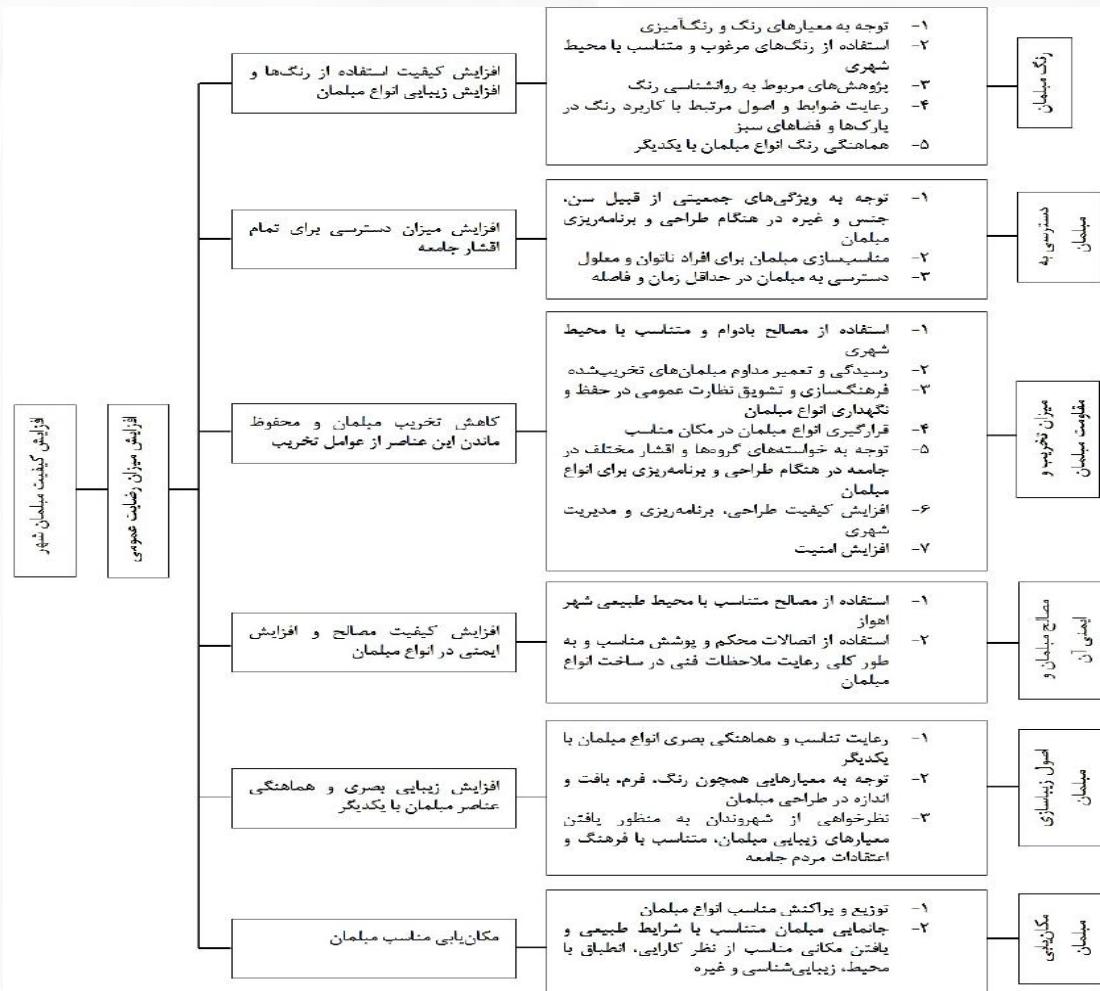 رنگ مبلمان
۱- توجه به معیارهای رنگ و رنگ‌آمیزی
۲- استفاده از رنگ‌های مرغوب و متناسب با محیط
شهری
۳- پژوهش‌های مربوط به روانشناسی رنگ
۴- رعایت ضوابط و اصول مرتبط با کاربرد رنگ در
پارک‌ها و فضاهای سبز
۵- هماهنگی رنگ انواع مبلمان با یکدیگر
افزایش کیفیت استفاده از رنگ‌ها و
افزایش زیبایی انواع مبلمان
دسترسی به
مبلمان
۱- توجه به ویژگی‌های جمعیتی از قبیل سن،
جنس و غیره در هنگام طراحی و برنامه‌ریزی
مبلمان
۲- مناسب‌سازی مبلمان برای افراد ناتوان و معلول
۳- دسترسی به مبلمان در حداقل زمان و فاصله
افزایش میزان دسترسی برای تمام
اقشار جامعه
میزان تخریب و
مقاومت مبلمان
۱- استفاده از مصالح بادوام و متناسب با محیط
شهری
۲- رسیدگی و تعمیر مداوم مبلمان‌های تخریب‌شده
۳- فرهنگ‌سازی و تشویق نظارت عمومی در حفظ و
نگهداری انواع مبلمان
۴- قرارگیری انواع مبلمان در مکان مناسب
۵- توجه به خواسته‌های گروه‌ها و اقشار مختلف در
جامعه در هنگام طراحی و برنامه‌ریزی برای انواع
مبلمان
۶- افزایش کیفیت طراحی، برنامه‌ریزی و مدیریت
شهری
۷- افزایش امنیت
کاهش تخریب مبلمان و محفوظ
ماندن این عناصر از عوامل تخریب
مصالح مبلمان و
ایمنی آن
۱- استفاده از مصالح متناسب با محیط طبیعی شهر
اهواز
۲- استفاده از اتصالات محکم و پوشش مناسب و به
طور کلی رعایت ملاحظات فنی در ساخت انواع
مبلمان
افزایش کیفیت مصالح و افزایش
ایمنی در انواع مبلمان
اصول زیباسازی
مبلمان
۱- رعایت تناسب و هماهنگی بصری انواع مبلمان با
یکدیگر
۲- توجه به معیارهایی همچون رنگ، فرم، بافت و
اندازه در طراحی مبلمان
۳- نظرخواهی از شهروندان به منظور یافتن
معیارهای زیبایی مبلمان، متناسب با فرهنگ و
اعتقادات مردم جامعه
افزایش زیبایی بصری و هماهنگی
عناصر مبلمان با یکدیگر
مکان‌یابی
مبلمان
۱- توزیع و پراکنش مناسب انواع مبلمان
۲- جانمایی مبلمان متناسب با شرایط طبیعی و
یافتن مکانی مناسب از نظر کارایی، انطباق با
محیط، زیبایی‌شناسی و غیره
مکان‌یابی مناسب مبلمان
افزایش میزان رضایت عمومی
افزایش کیفیت مبلمان شهر